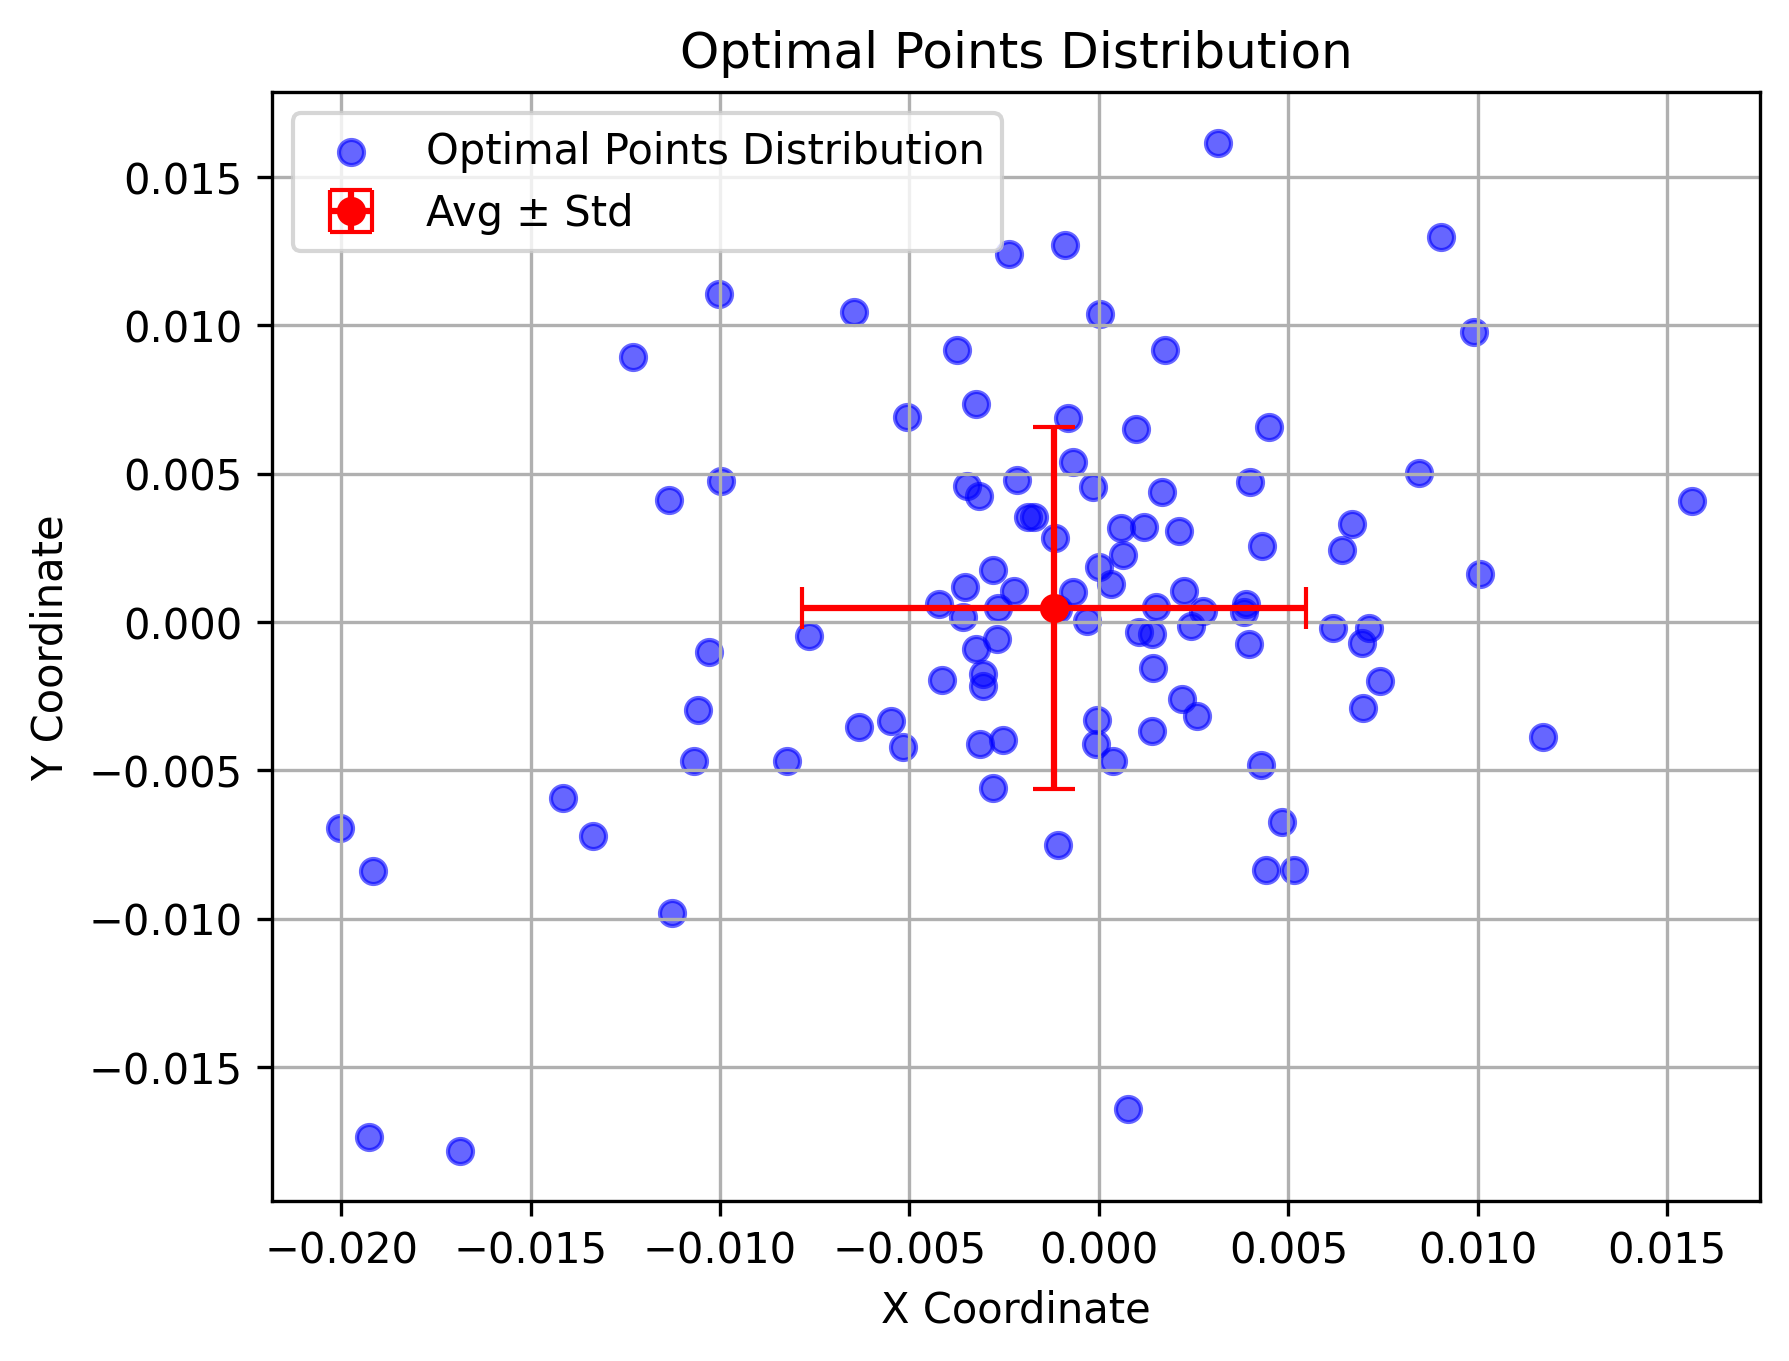 Optimal Points Distribution
Optimal Points Distribution
Avg ± Std
Y Coordinate
0.015
0.010
0.005
0.000
−0.005
−0.010
−0.015
−0.020 −0.015 −0.010 −0.005 0.000 0.005 0.010 0.015
X Coordinate